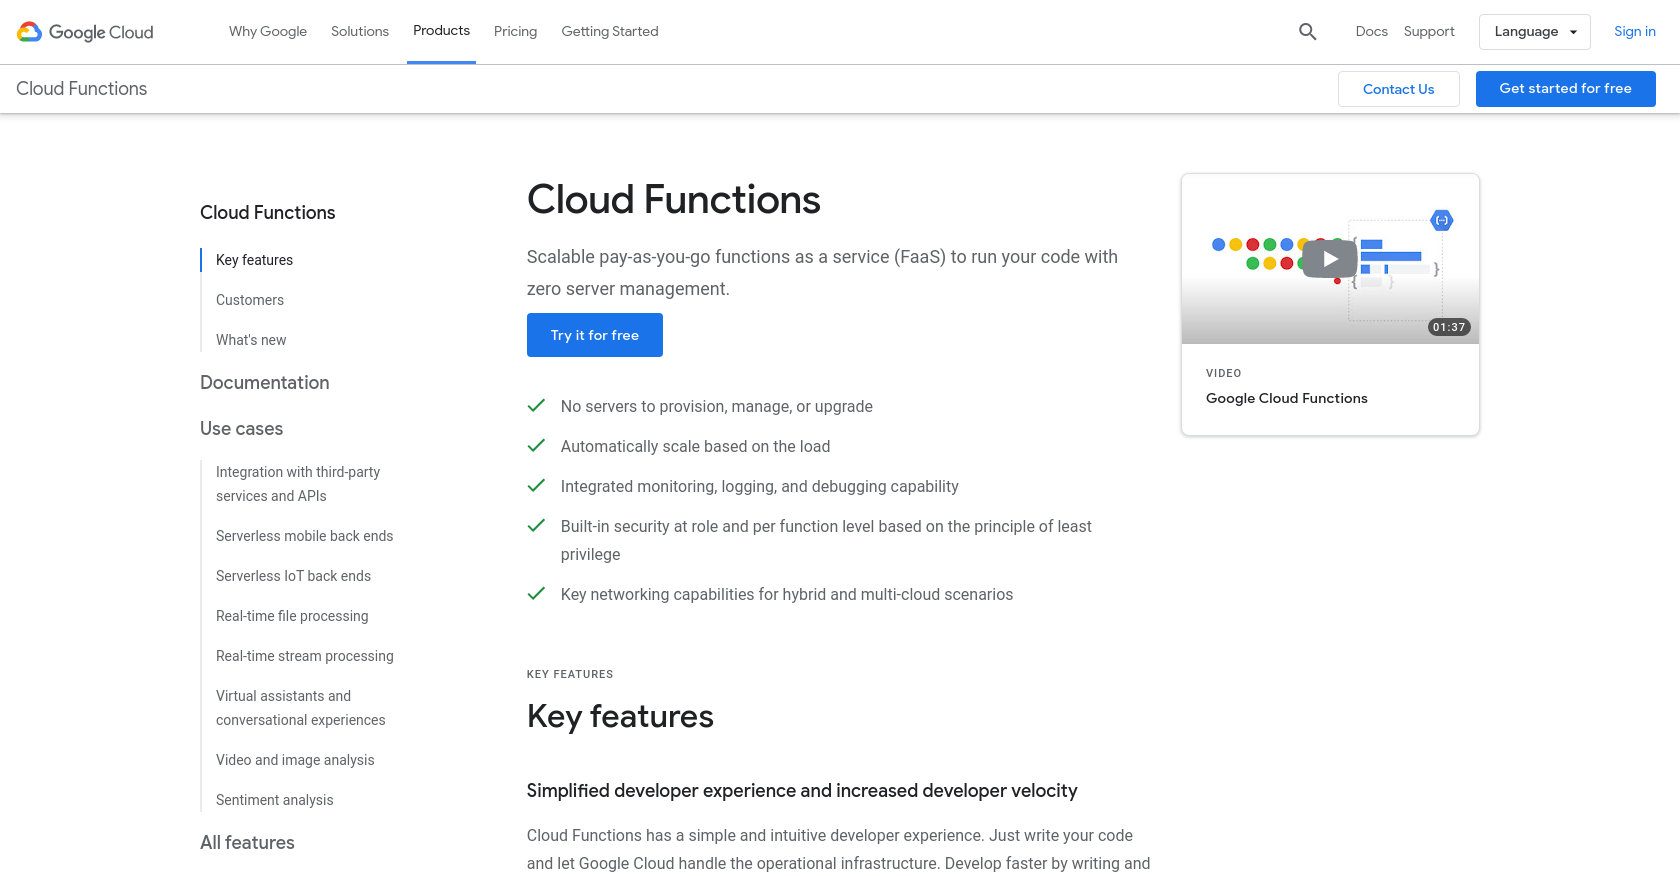 Google Cloud
Why Google
Solutions
Products
Pricing
Getting Started
Docs
Support
Language
Sign in
Cloud Functions
Contact Us
Get started for free
Cloud Functions
Key features
Customers
What's new
Documentation
Use cases
Integration with third-party
services and APIs
Serverless mobile back ends
Serverless IoT back ends
Real-time file processing
Real-time stream processing
Virtual assistants and
conversational experiences
Video and image analysis
Sentiment analysis
All features
Cloud Functions
Scalable pay-as-you-go functions as a service (FaaS) to run your code with
zero server management.
Try it for free
No servers to provision, manage, or upgrade
Automatically scale based on the load
Integrated monitoring, logging, and debugging capability
Built-in security at role and per function level based on the principle of least
privilege
Key networking capabilities for hybrid and multi-cloud scenarios
KEY FEATURES
Key features
Simplified developer experience and increased developer velocity
Cloud Functions has a simple and intuitive developer experience. Just write your code
and let Google Cloud handle the operational infrastructure. Develop faster by writing and
01:37
VIDEO
Google Cloud Functions